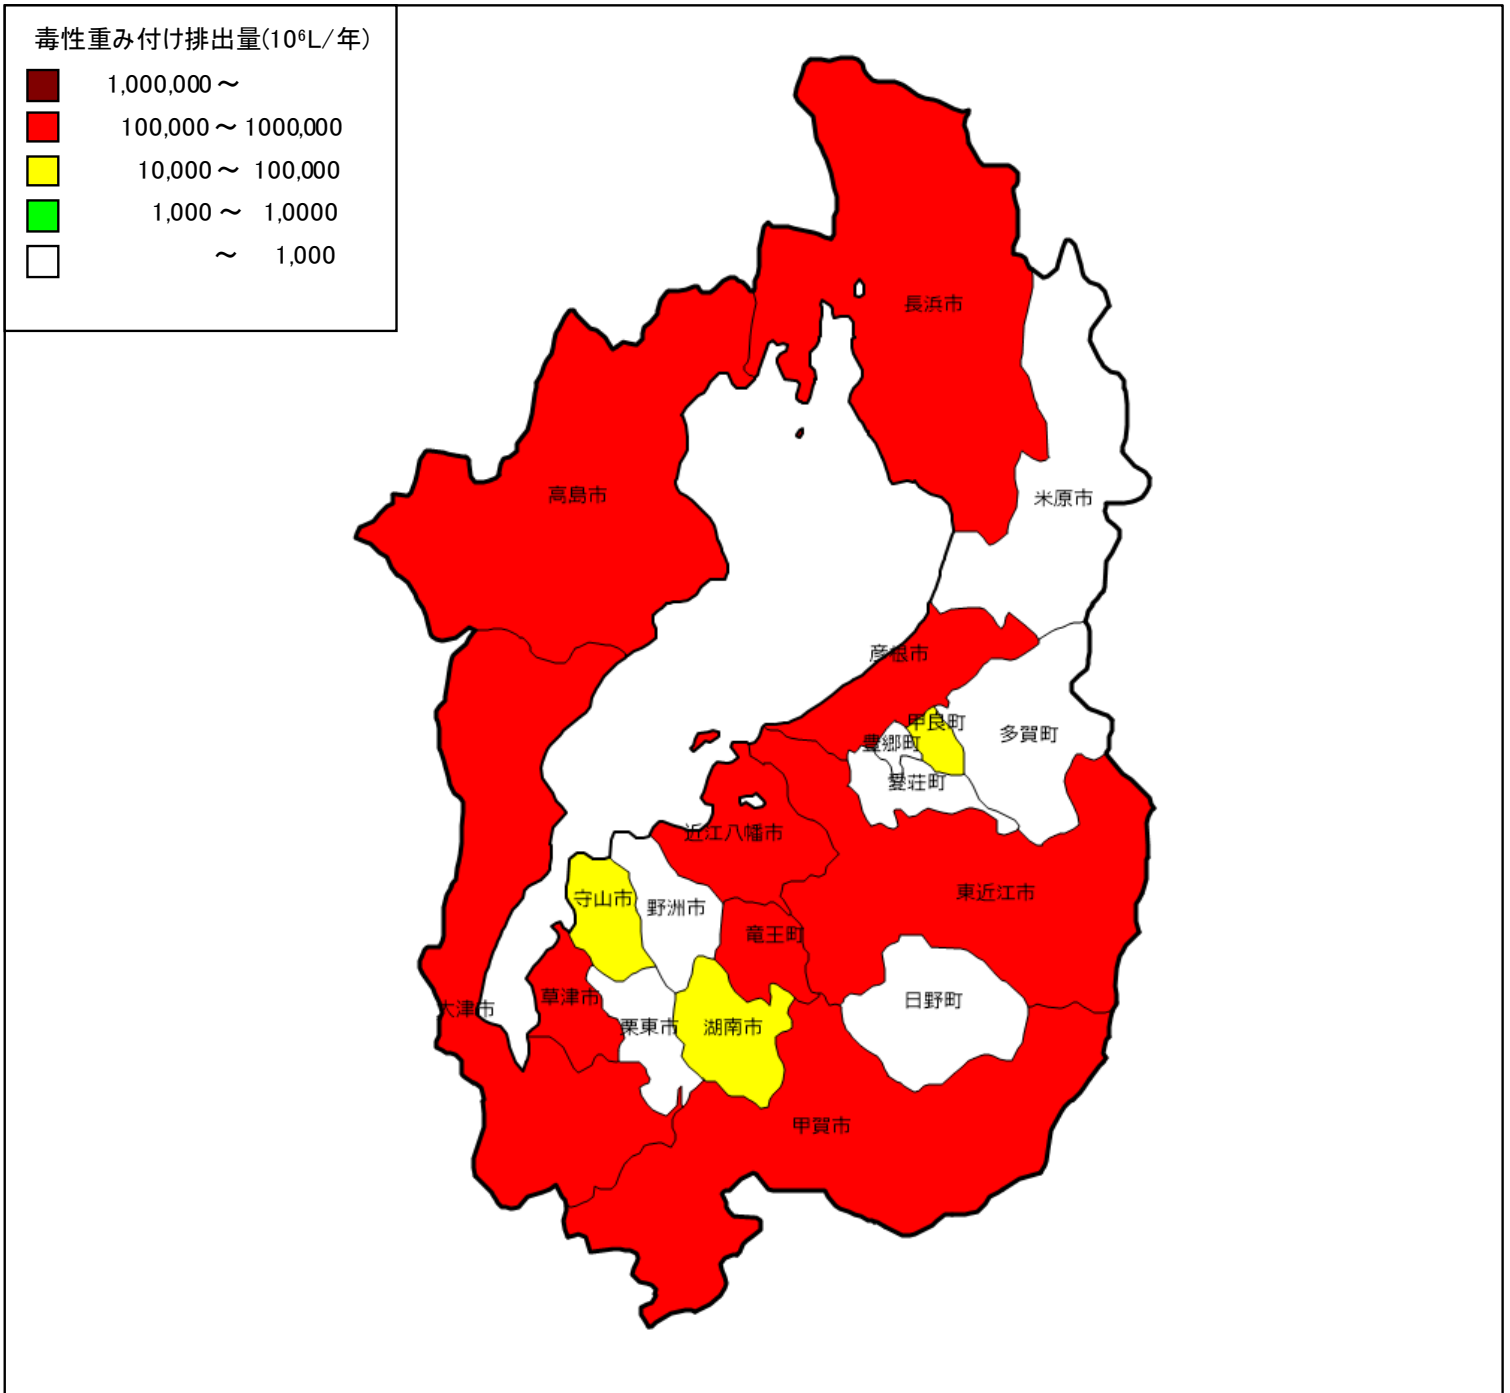 毒性重み付け排出量(10⁶L/年)
1,000,000～
100,000～1000,000
10,000～ 100,000
1,000～ 1,0000
～ 1,000
長浜市
高島市
米原市
彦根市
甲良町
多賀町
豊郷町
愛荘町
近江八幡市
東近江市
守山市
野洲市
竜王町
草津市
大津市
栗東市
湖南市
日野町
甲賀市